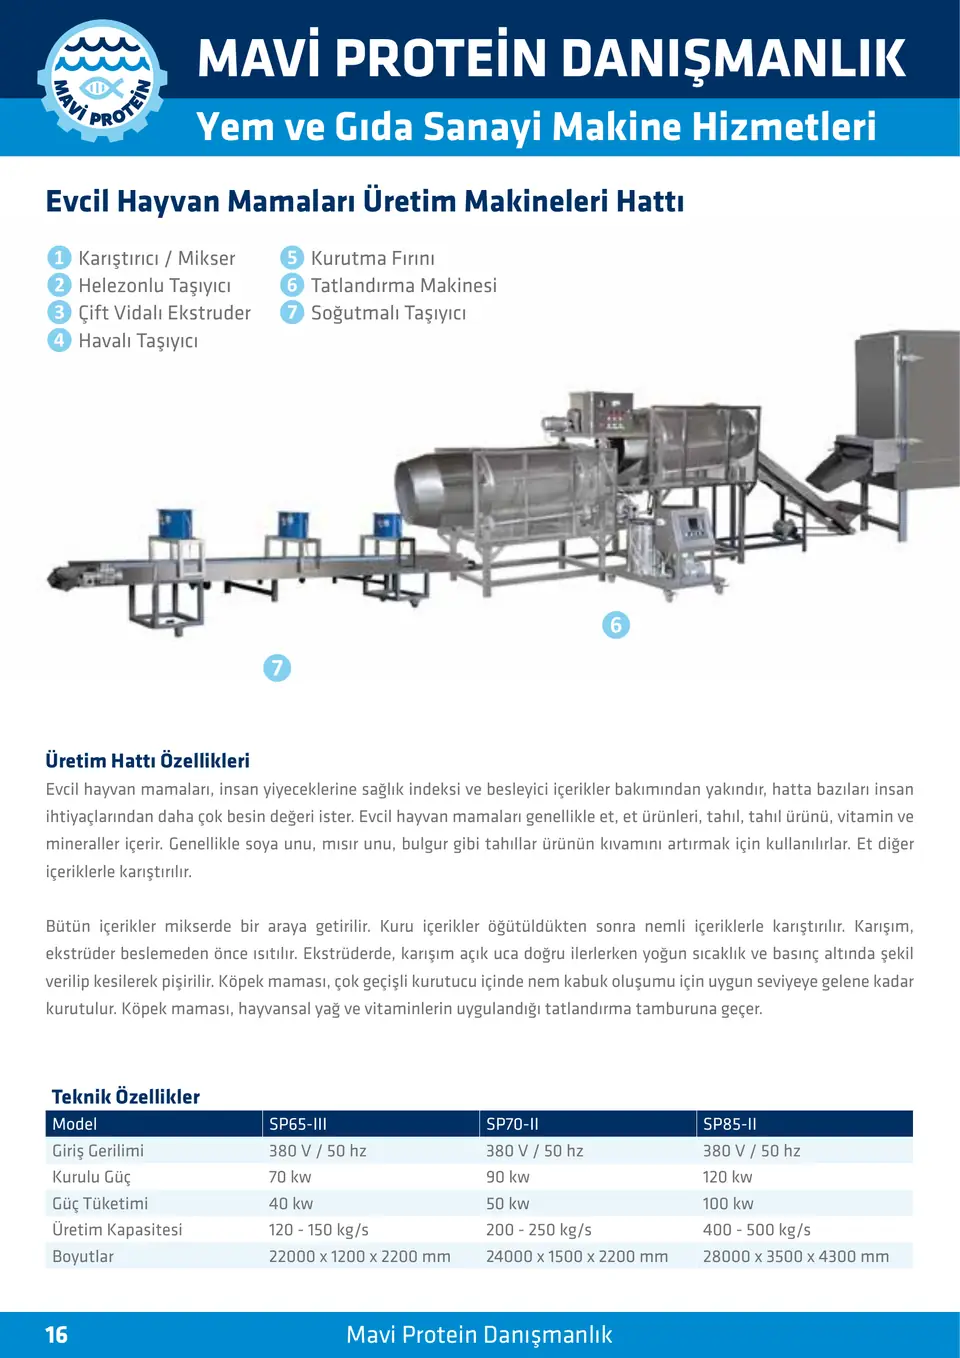 MAVİ PROTEİN
MAVİ PROTEİN DANIŞMANLIK
Yem ve Gıda Sanayi Makine Hizmetleri
Evcil Hayvan Mamaları Üretim Makineleri Hattı
1 Karıştırıcı / Mikser
2 Helezonlu Taşıyıcı
3 Çift Vidalı Ekstruder
4 Havalı Taşıyıcı
5 Kurutma Fırını
6 Tatlandırma Makinesi
7 Soğutmalı Taşıyıcı
6
7
Üretim Hattı Özellikleri
Evcil hayvan mamaları, insan yiyeceklerine sağlık indeksi ve besleyici içerikler bakımından yakındır, hatta bazıları insan
ihtiyaçlarından daha çok besin değeri ister. Evcil hayvan mamaları genellikle et, et ürünleri, tahıl, tahıl ürünü, vitamin ve
mineraller içerir. Genellikle soya unu, mısır unu, bulgur gibi tahıllar ürünün kıvamını artırmak için kullanılırlar. Et diğer
içeriklerle karıştırılır.
Bütün içerikler mikserde bir araya getirilir. Kuru içerikler öğütüldükten sonra nemli içeriklerle karıştırılır. Karışım,
ekstrüder beslemeden önce ısıtılır. Ekstrüderde, karışım açık uca doğru ilerlerken yoğun sıcaklık ve basınç altında şekil
verilip kesilerek pişirilir. Köpek maması, çok geçişli kurutucu içinde nem kabuk oluşumu için uygun seviyeye gelene kadar
kurutulur. Köpek maması, hayvansal yağ ve vitaminlerin uygulandığı tatlandırma tamburuna geçer.
Teknik Özellikler
Model SP65-III SP70-II SP85-II
Giriş Gerilimi 380 V / 50 hz 380 V / 50 hz 380 V / 50 hz
Kurulu Güç 70 kw 90 kw 120 kw
Güç Tüketimi 40 kw 50 kw 100 kw
Üretim Kapasitesi 120 - 150 kg/s 200 - 250 kg/s 400 - 500 kg/s
Boyutlar 22000 x 1200 x 2200 mm 24000 x 1500 x 2200 mm 28000 x 3500 x 4300 mm
16 Mavi Protein Danışmanlık